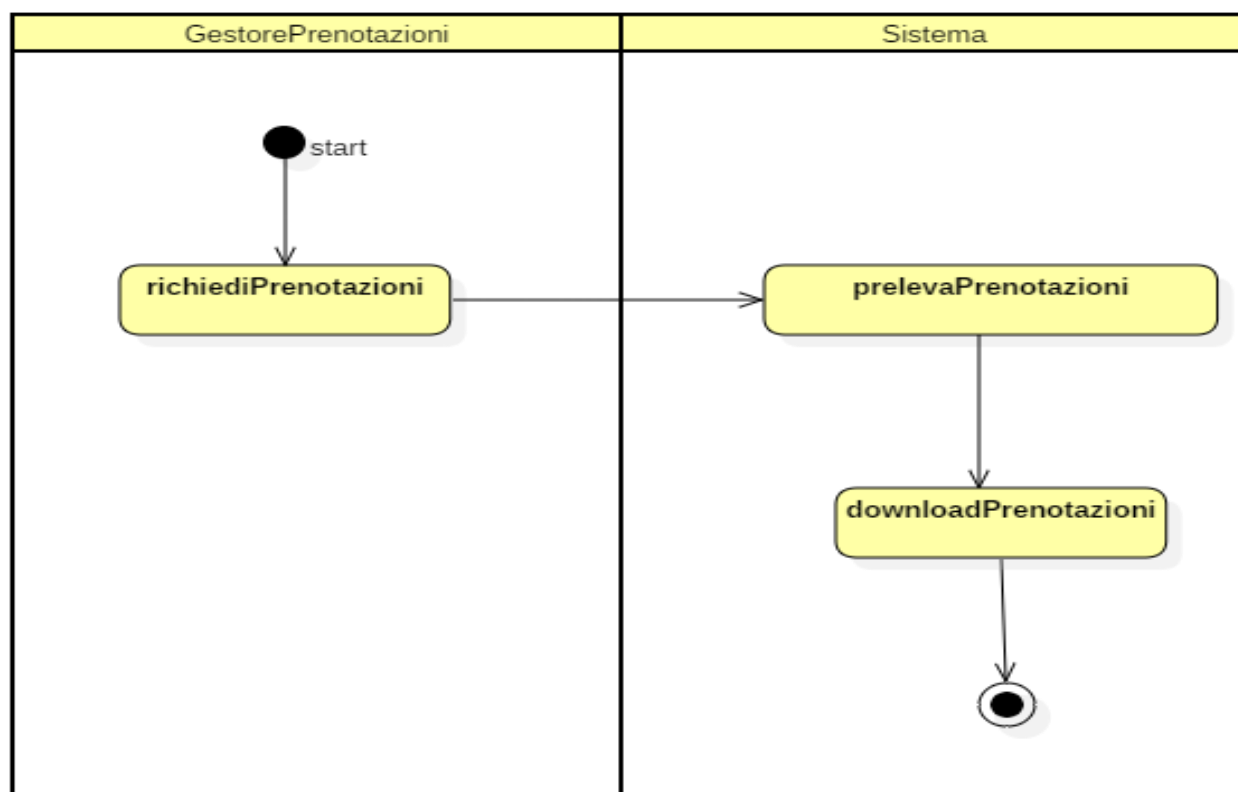 GestorePrenotazioni
Sistema
start
richiediPrenotazioni
prelevaPrenotazioni
downloadPrenotazioni